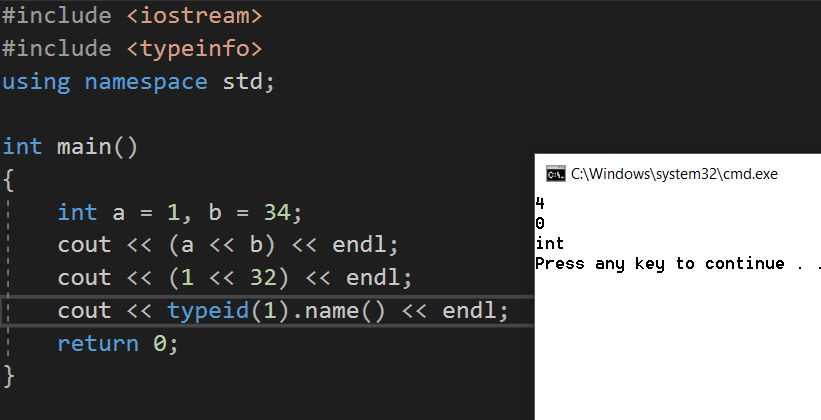 #include <iostream>
#include <typeinfo>
using namespace std;
int main()
{
int a = 1, b = 34;
cout << (a << b) << endl;
cout << (1 << 32) << endl;
cout << typeid(1).name() << endl;
return 0;
}
C:\Windows\system32\cmd.exe
4
0
int
Press any key to continue . .